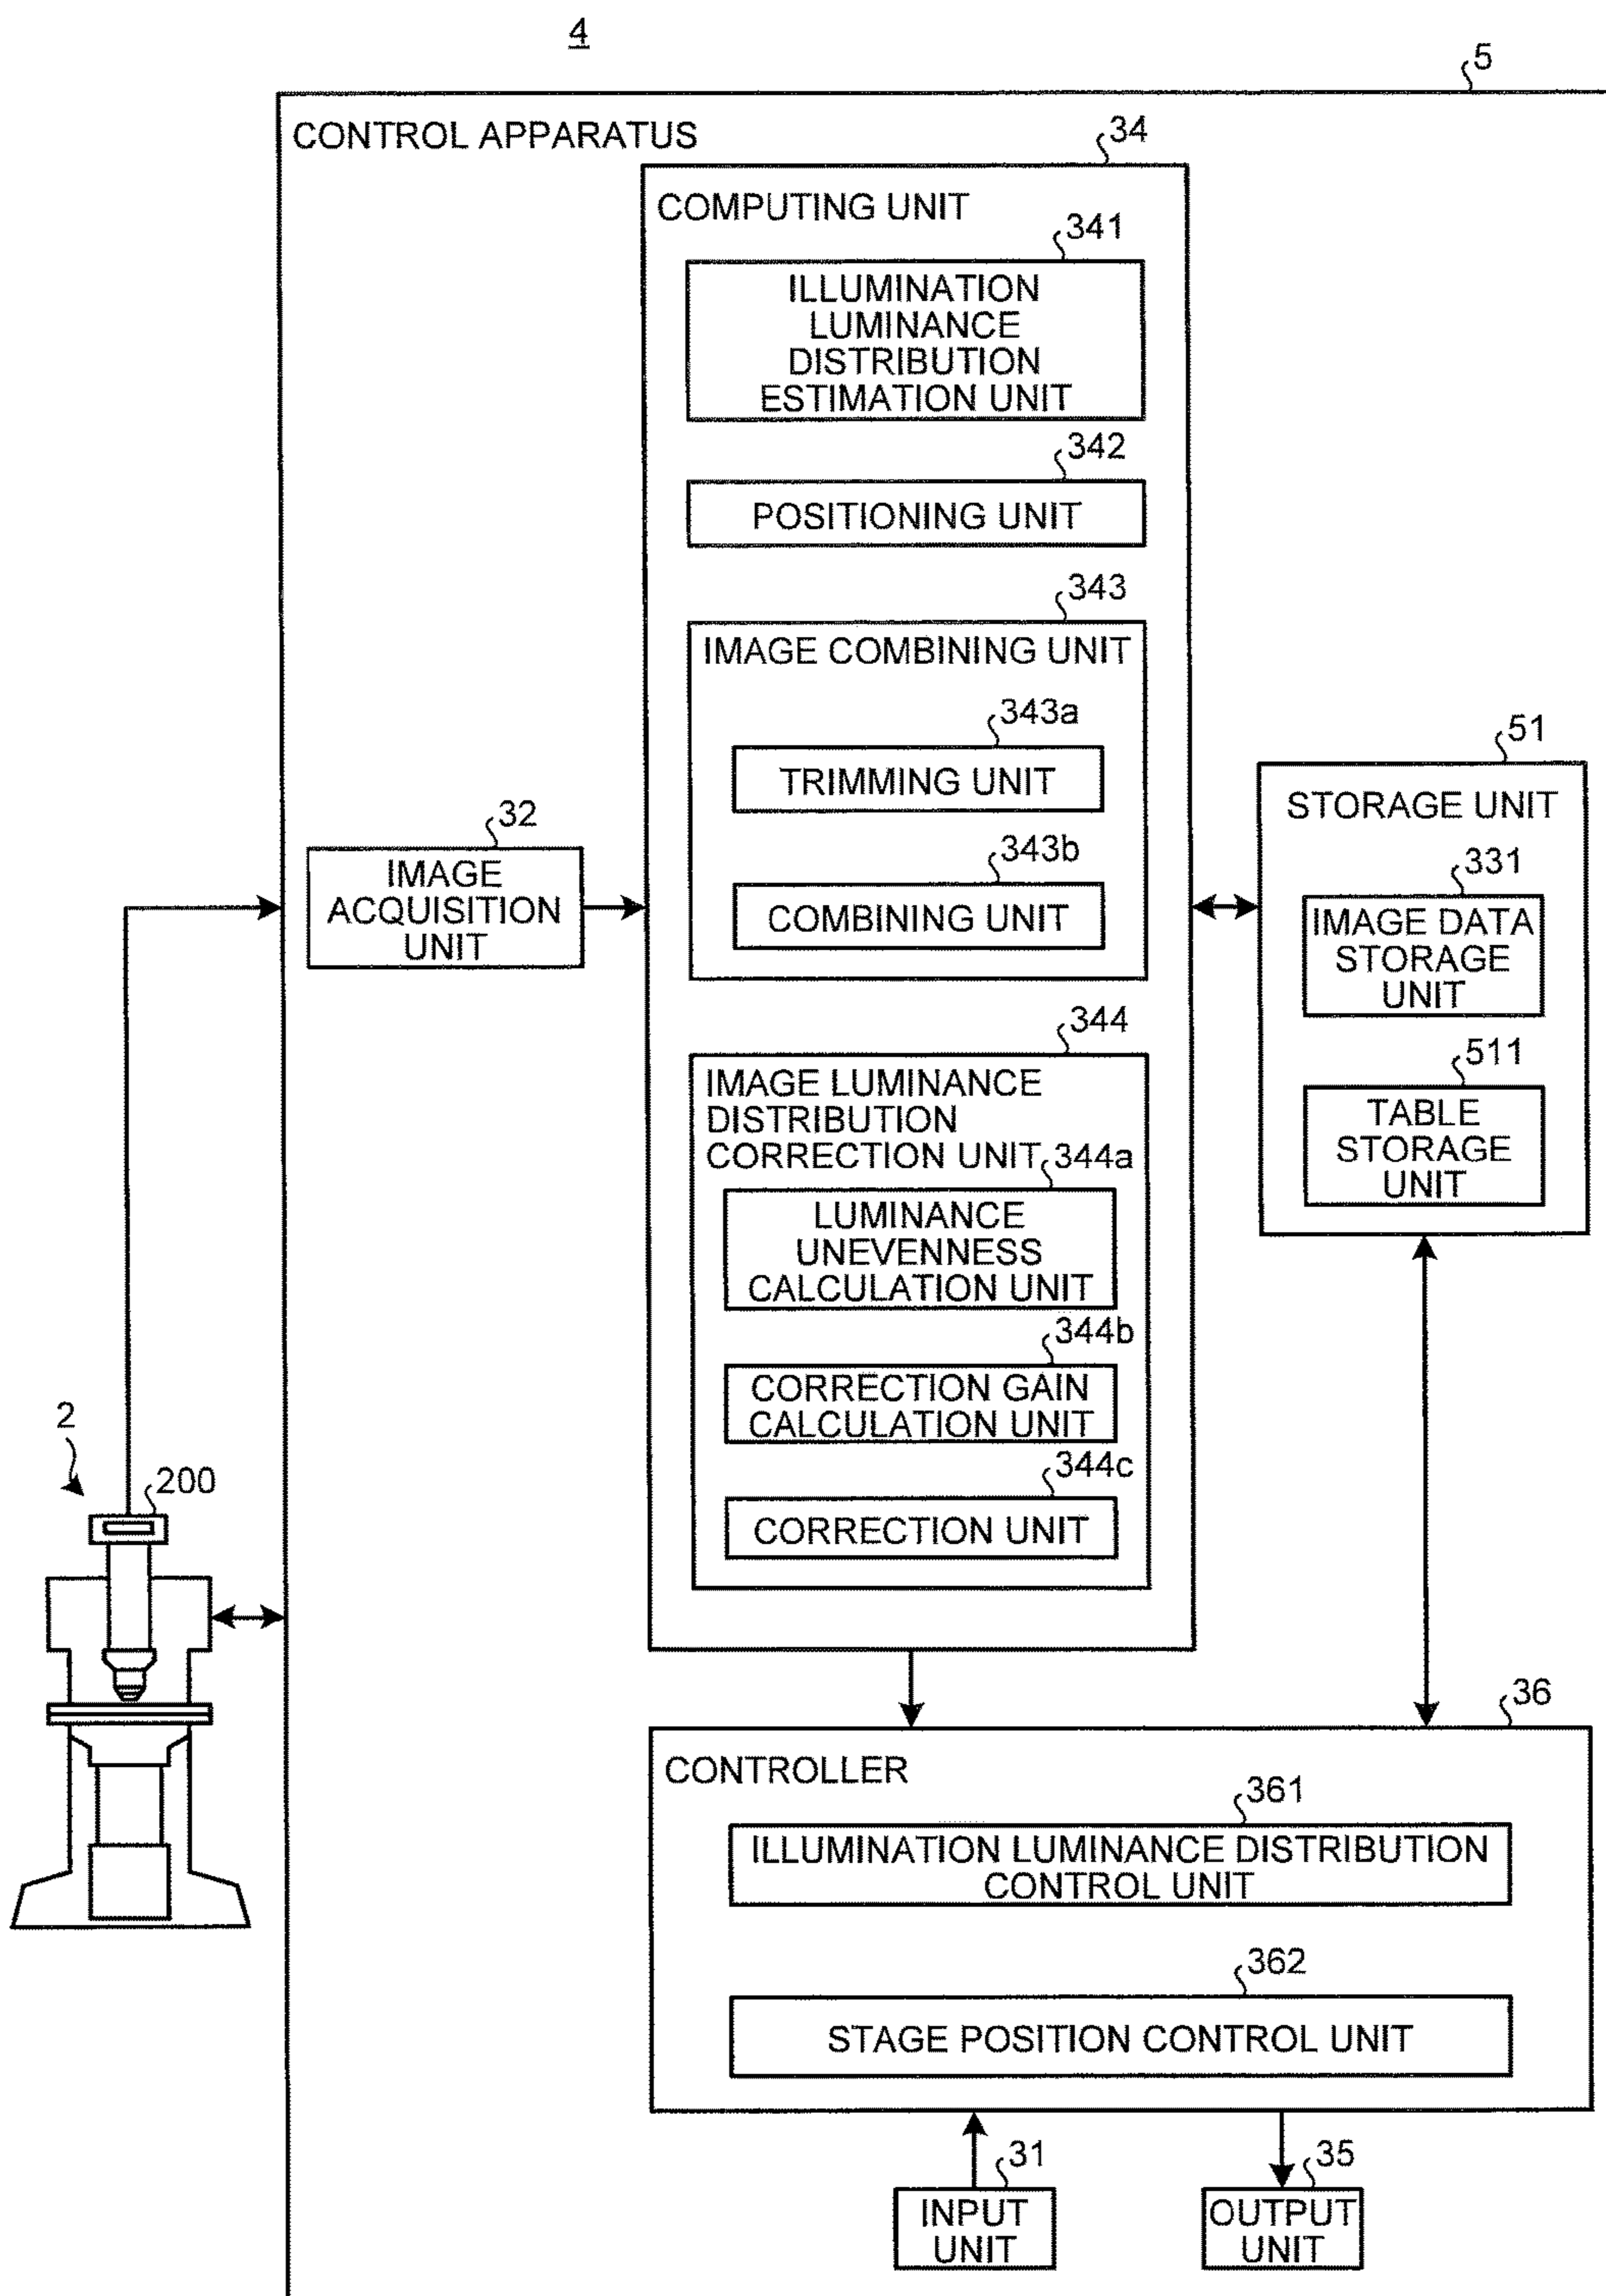 4
5
CONTROL APPARATUS
34
COMPUTING UNIT
341
ILLUMINATION
LUMINANCE
DISTRIBUTION
ESTIMATION UNIT
342
POSITIONING UNIT
343
IMAGE COMBINING UNIT
343a
TRIMMING UNIT
343b
COMBINING UNIT
32
IMAGE
ACQUISITION
UNIT
51
STORAGE UNIT
331
IMAGE DATA
STORAGE
UNIT
511
TABLE
STORAGE
UNIT
344
IMAGE LUMINANCE
DISTRIBUTION
CORRECTION UNIT
344a
LUMINANCE
UNEVENNESS
CALCULATION UNIT
344b
CORRECTION GAIN
CALCULATION UNIT
344c
CORRECTION UNIT
2
200
36
CONTROLLER
361
ILLUMINATION LUMINANCE DISTRIBUTION
CONTROL UNIT
362
STAGE POSITION CONTROL UNIT
31
INPUT
UNIT
35
OUTPUT
UNIT